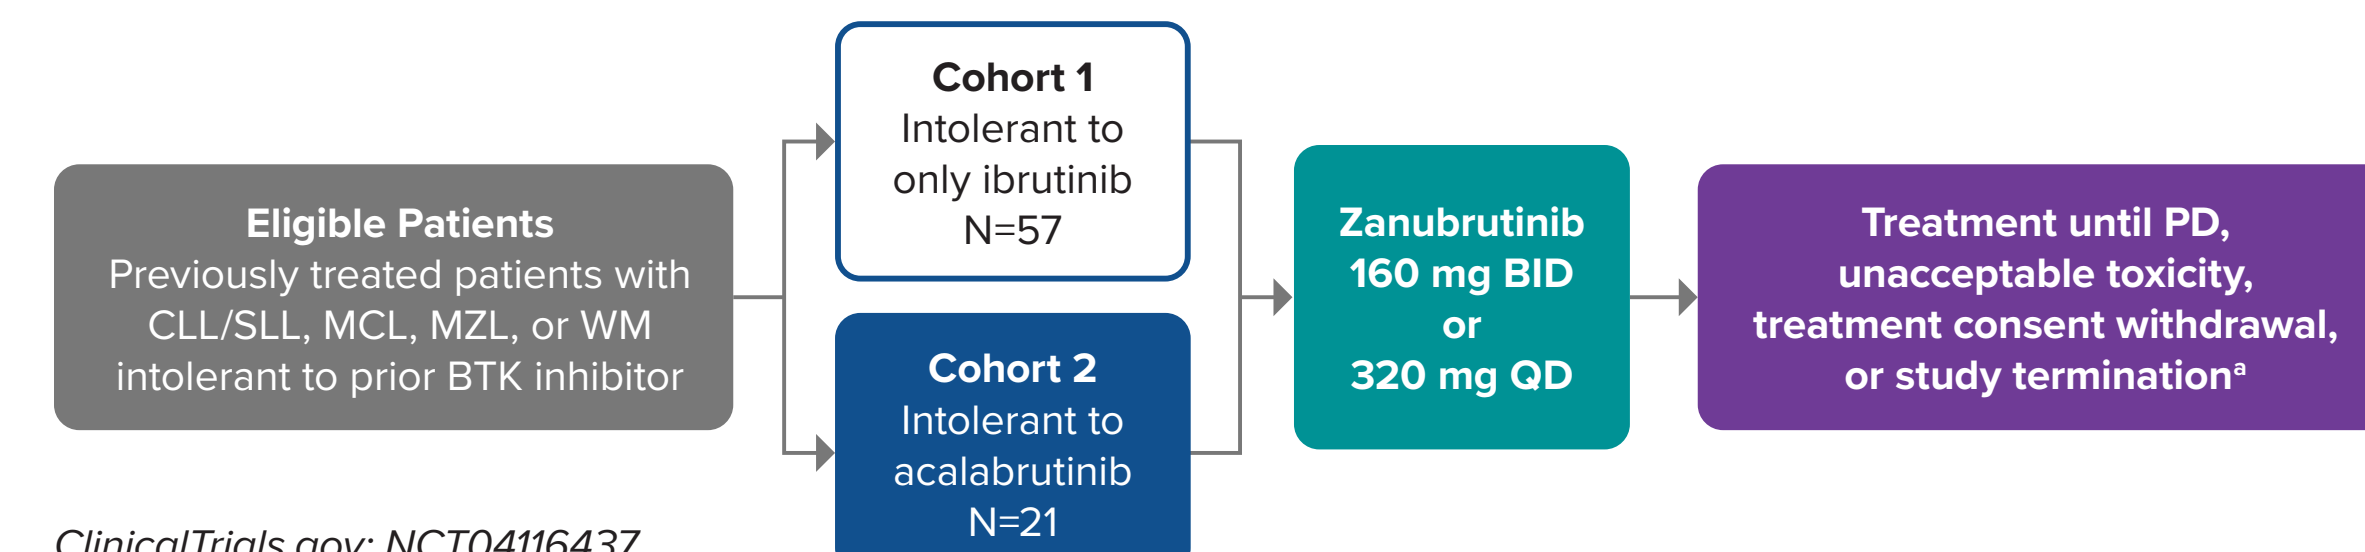 Eligible Patients
Previously treated patients with
CLL/SLL, MCL, MZL, or WM
intolerant to prior BTK inhibitor
Cohort 1
Intolerant to
only ibrutinib
N=57
Cohort 2
Intolerant to
acalabrutinib
N=21
Zanubrutinib
160 mg BID
or
320 mg QD
Treatment until PD,
unacceptable toxicity,
treatment consent withdrawal,
or study terminationᵃ
ClinicalTrials.gov: NCT04116437